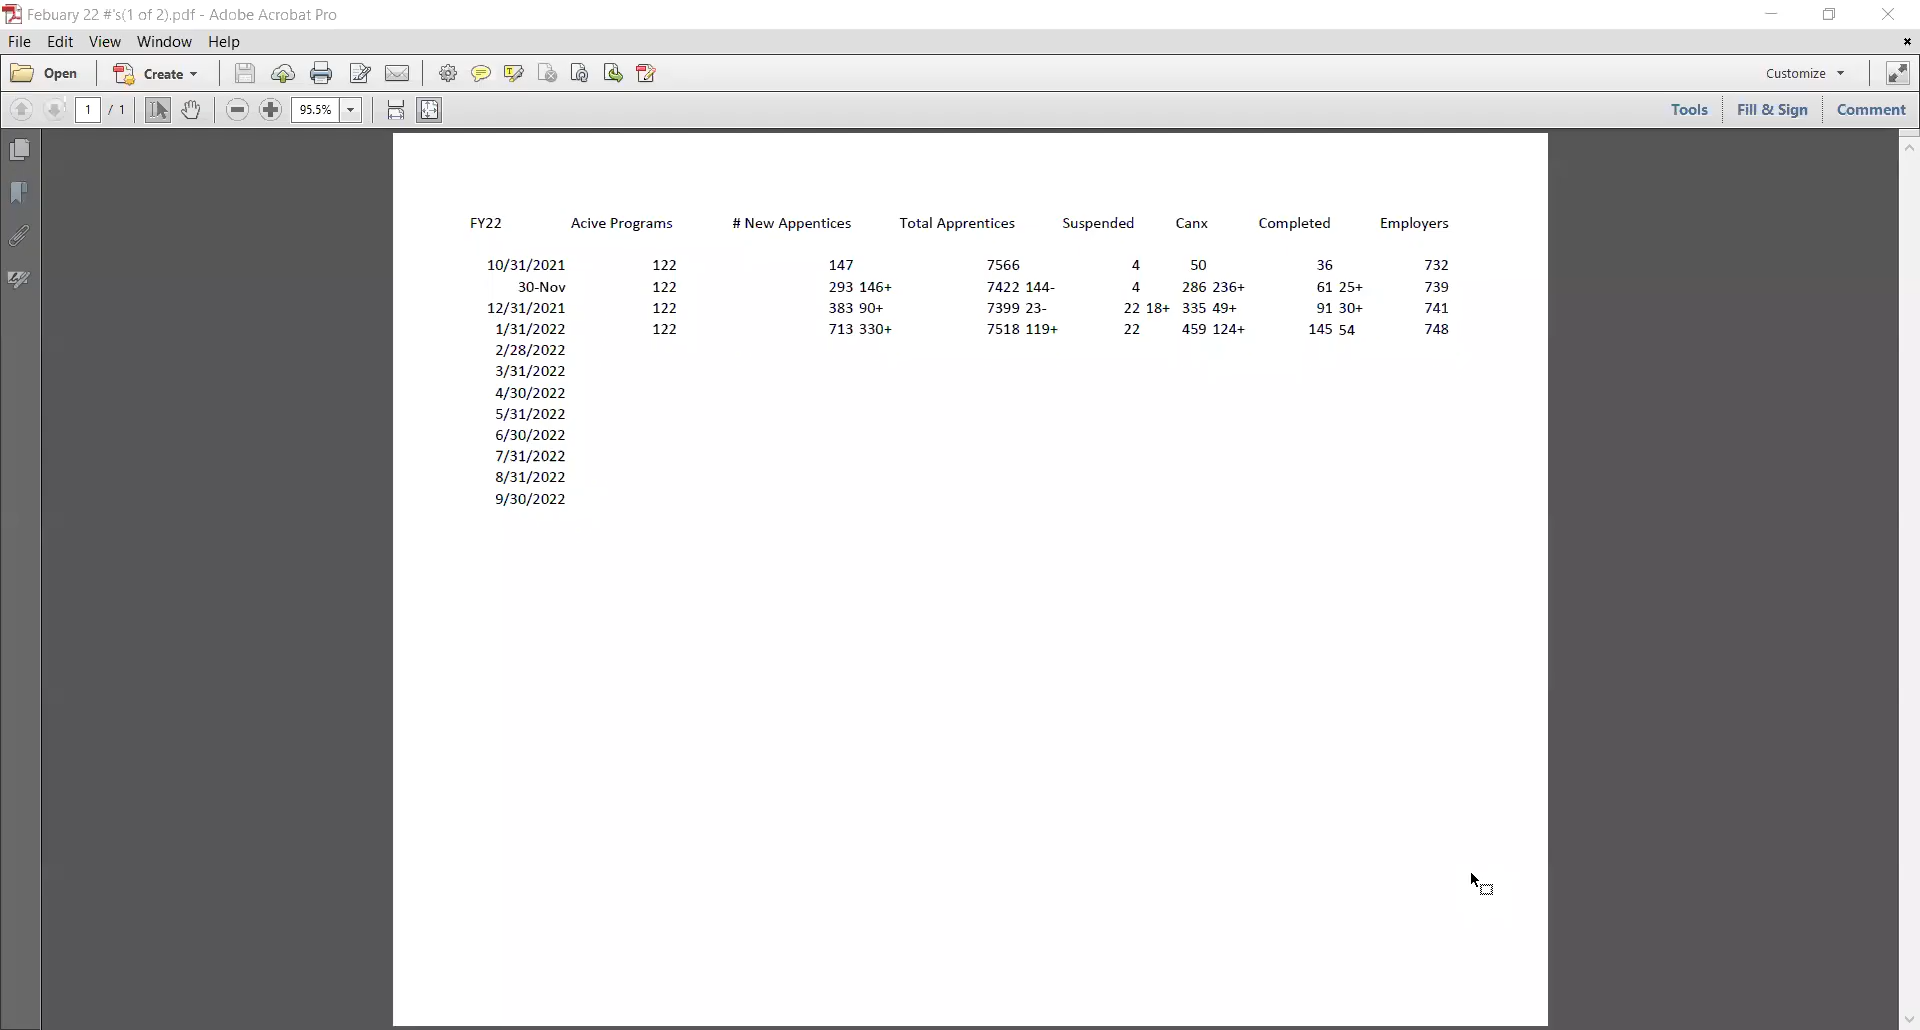 Febuary 22 #'s(1 of 2).pdf - Adobe Acrobat Pro
File Edit View Window Help
Open Create Customize
1 / 1 95.5% Tools Fill & Sign Comment
FY22 Acive Programs # New Appentices Total Apprentices Suspended Canx Completed Employers
10/31/2021 122 147 7566 4 50 36 732
30-Nov 122 293 146+ 7422 144- 4 286 236+ 61 25+ 739
12/31/2021 122 383 90+ 7399 23- 22 18+ 335 49+ 91 30+ 741
1/31/2022 122 713 330+ 7518 119+ 22 459 124+ 145 54 748
2/28/2022
3/31/2022
4/30/2022
5/31/2022
6/30/2022
7/31/2022
8/31/2022
9/30/2022